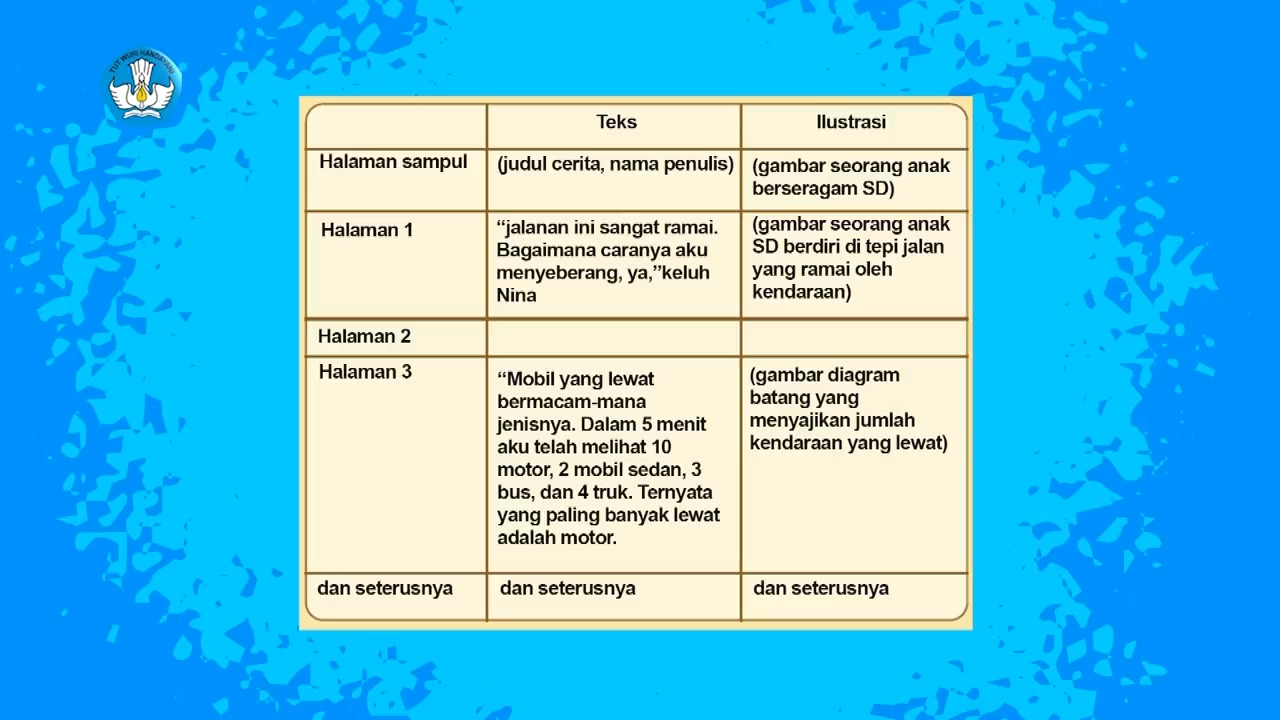 TUT WURI HANDAYANI
Teks
Ilustrasi
Halaman sampul
(judul cerita, nama penulis)
(gambar seorang anak
berseragam SD)
Halaman 1
“jalanan ini sangat ramai.
Bagaimana caranya aku
menyeberang, ya,”keluh
Nina
(gambar seorang anak
SD berdiri di tepi jalan
yang ramai oleh
kendaraan)
Halaman 2
Halaman 3
“Mobil yang lewat
bermacam-mana
jenisnya. Dalam 5 menit
aku telah melihat 10
motor, 2 mobil sedan, 3
bus, dan 4 truk. Ternyata
yang paling banyak lewat
adalah motor.
(gambar diagram
batang yang
menyajikan jumlah
kendaraan yang lewat)
dan seterusnya
dan seterusnya
dan seterusnya